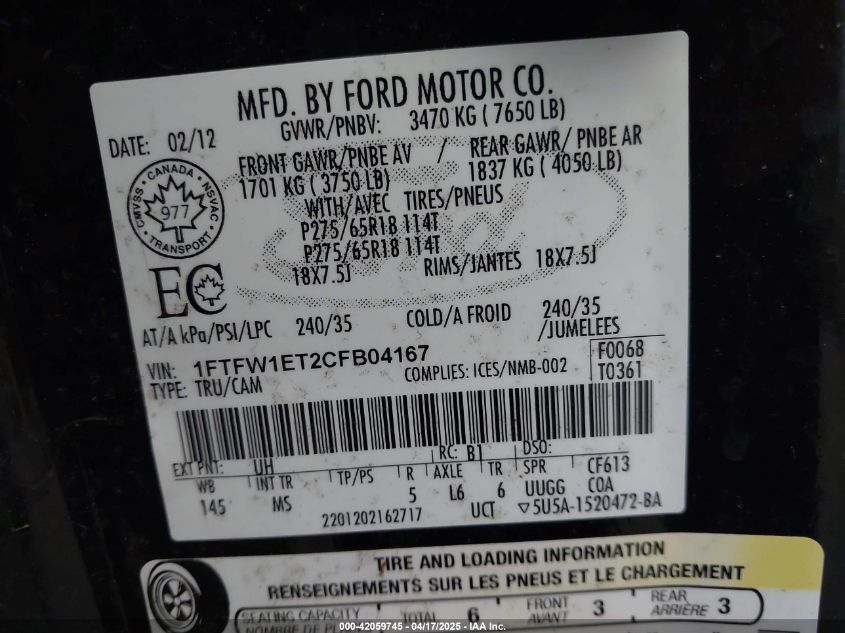 MFD. BY FORD MOTOR CO.
DATE: 02/12
GVWR/PNBV: 3470 KG ( 7650 LB)
FRONT GAWR/PNBE AV / REAR GAWR/ PNBE AR
1701 KG ( 3750 LB) 1837 KG ( 4050 LB)
WITH/AVEC TIRES/PNEUS
P275/65R18 114T
P275/65R18 114T
18X7.5J RIMS/JANTES 18X7.5J
CMVSS · CANADA · NSVAC
977
TRANSPORT
EC
AT/A kPa/PSI/LPC 240/35 COLD/A FROID 240/35
/JUMELEES
VIN: 1FTFW1ET2CFB04167
F0068
TYPE: TRU/CAM COMPLIES: ICES/NMB-002 T0361
EXT PNT: UH RC: B1 DSO:
WB INT TR TP/PS R AXLE TR SPR CF613
145 MS 5 L6 6 UUGG COA
2201202162717 UCT ▽5U5A-1520472-BA
TIRE AND LOADING INFORMATION
RENSEIGNEMENTS SUR LES PNEUS ET LE CHARGEMENT
SEATING CAPACITY TOTAL 6 FRONT 3 REAR 3
AVANT ARRIÈRE
000-42059745 - 04/17/2025 - IAA Inc.